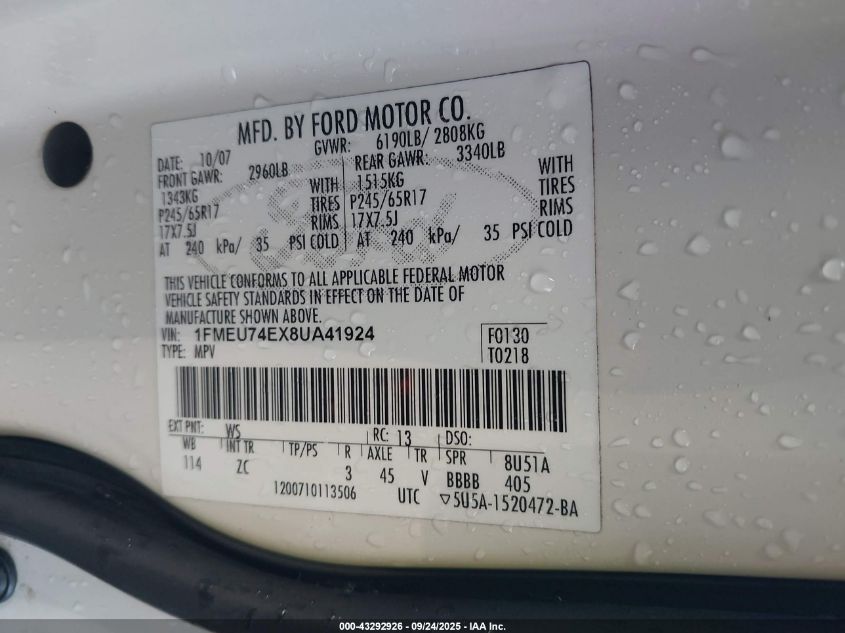 MFD. BY FORD MOTOR CO.
DATE: 10/07 GVWR: 6190LB/ 2808KG
FRONT GAWR: 2960LB REAR GAWR: 3340LB
1343KG WITH 1515KG WITH
P245/65R17 TIRES P245/65R17 TIRES
17X7.5J RIMS 17X7.5J RIMS
AT 240 kPa/ 35 PSI COLD AT 240 kPa/ 35 PSI COLD
Ford
THIS VEHICLE CONFORMS TO ALL APPLICABLE FEDERAL MOTOR
VEHICLE SAFETY STANDARDS IN EFFECT ON THE DATE OF
MANUFACTURE SHOWN ABOVE.
VIN: 1FMEU74EX8UA41924 F0130
TYPE: MPV T0218
EXT PNT: WS RC: 13 DSO:
WB INT TR TP/PS R AXLE TR SPR 8U51A
114 ZC 3 45 V BBBB 405
1200710113506 UTC ▽5U5A-1520472-BA
000-43292926 - 09/24/2025 - IAA Inc.